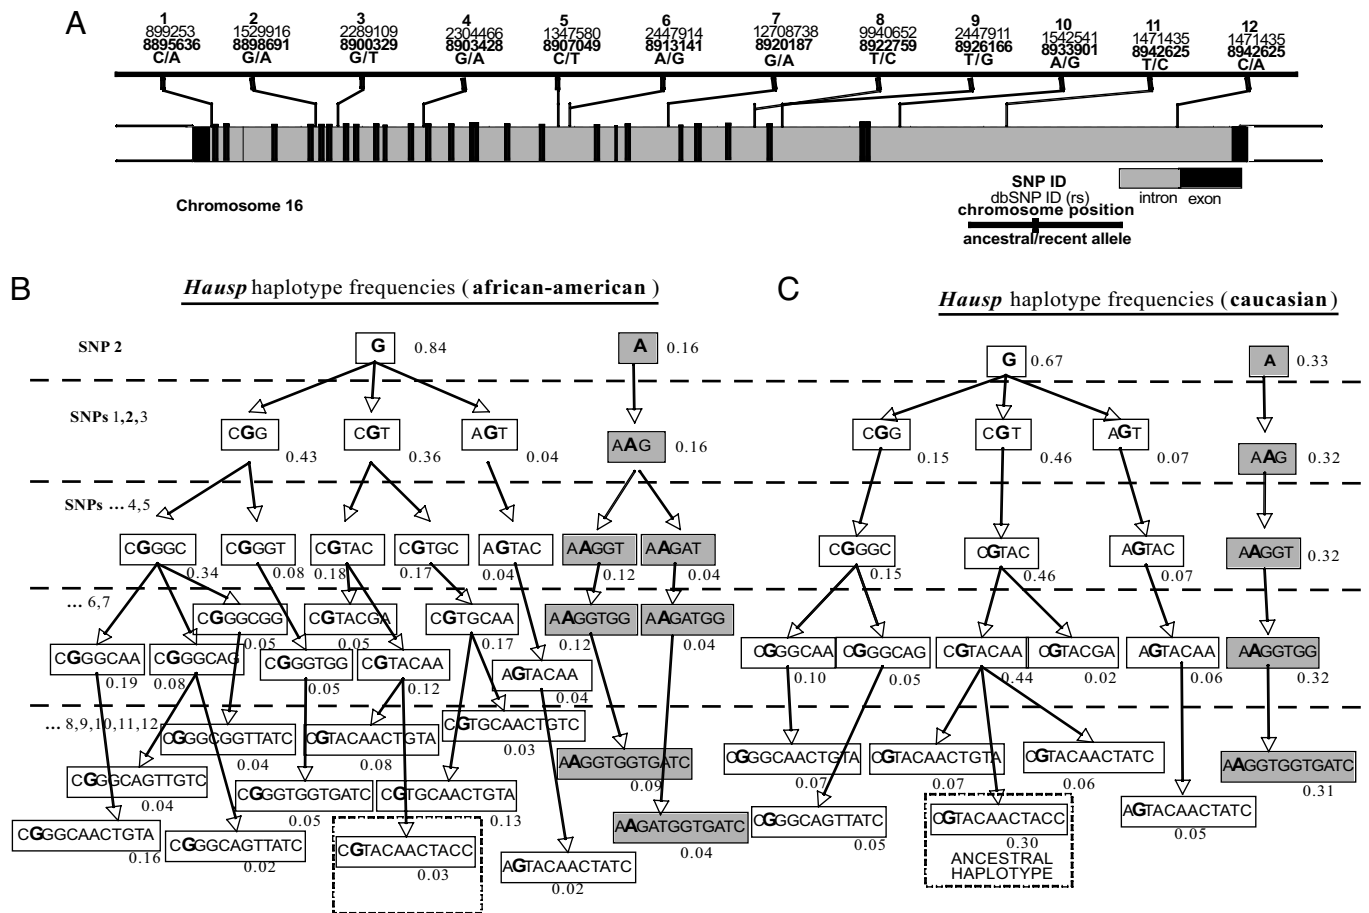 A
1 2 3 4 5 6 7 8 9 10 11 12
899253 1529916 2289109 2304466 1347580 2447914 12708738 9940652 2447911 1542541 1471435 1471435
8895636 8898691 8900329 8903428 8907049 8913141 8920187 8922759 8926166 8933901 8942625 8942625
C/A G/A G/T G/A C/T A/G G/A T/C T/G A/G T/C C/A
Chromosome 16
SNP ID
dbSNP ID (rs)
chromosome position
ancestral/recent allele
intron exon
B
Hausp haplotype frequencies (african-american)
SNP 2
G 0.84 A 0.16
SNPs 1,2,3
CGG 0.43 CGT 0.36 AGT 0.04 AAG 0.16
SNPs ... 4,5
CGGGC CGGGT CGTAC CGTGC AGTAC AAGGT AAGAT
0.34 0.08 0.18 0.17 0.04 0.12 0.04
... 6,7
CGGGCGG CGTACGA CGTGCAA AAGGTGG AAGATGG
0.05 0.05 0.17 0.12 0.04
CGGGCAA CGGGCAG CGGGTGG CGTACAA AGTACAA
0.19 0.08 0.05 0.12 0.04
... 8,9,10,11,12
CGTGCAACTGTC
0.03
CGGGCGGTTATC CGTACAACTGTA
0.04 0.08
AAGGTGGTGATC
0.09
CGGGCAGTTGTC CGGGTGGTGATC CGTGCAACTGTA
0.04 0.05 0.13
AAGATGGTGATC
0.04
CGGGCAACTGTA CGGGCAGTTATC CGTACAACTACC AGTACAACTATC
0.16 0.02 0.03 0.02
C
Hausp haplotype frequencies (caucasian)
G 0.67 A 0.33
CGG CGT AGT AAG
0.15 0.46 0.07 0.32
CGGGC CGTAC AGTAC AAGGT
0.15 0.46 0.07 0.32
CGGGCAA CGGGCAG CGTACAA CGTACGA AGTACAA AAGGTGG
0.10 0.05 0.44 0.02 0.06 0.32
CGGGCAACTGTA CGTACAACTGTA CGTACAACTATC AAGGTGGTGATC
0.07 0.07 0.06 0.31
CGGGCAGTTATC CGTACAACTACC AGTACAACTATC
0.05 0.30 0.05
ANCESTRAL
HAPLOTYPE